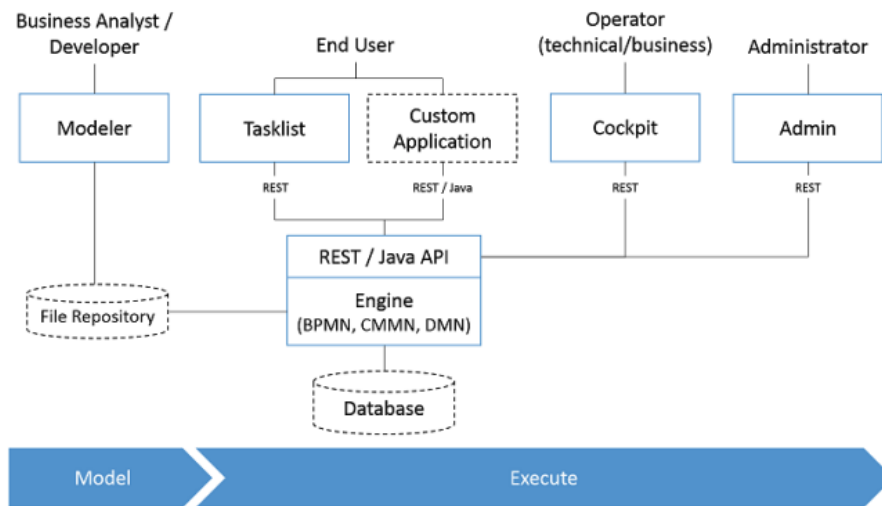 Business Analyst /
Developer
End User
Operator
(technical/business)
Administrator
Modeler
Tasklist
Custom
Application
Cockpit
Admin
REST
REST / Java
REST
REST
REST / Java API
Engine
(BPMN, CMMN, DMN)
File Repository
Database
Model
Execute